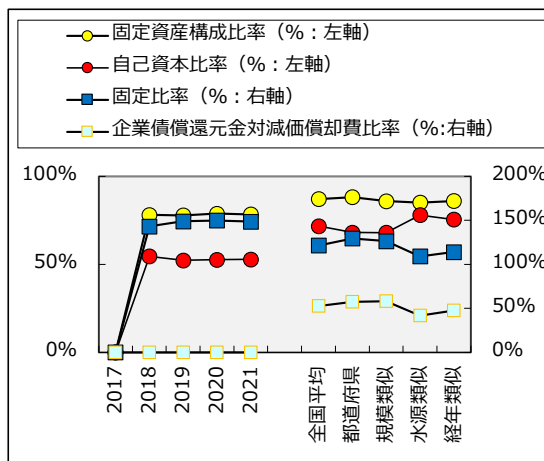 固定資産構成比率（%：左軸）
自己資本比率（%：左軸）
固定比率（%：右軸）
企業債償還元金対減価償却費比率（%:右軸）
100%
50%
0%
200%
150%
100%
50%
0%
2017
2018
2019
2020
2021
全国平均
都道府県
規模類似
水源類似
経年類似